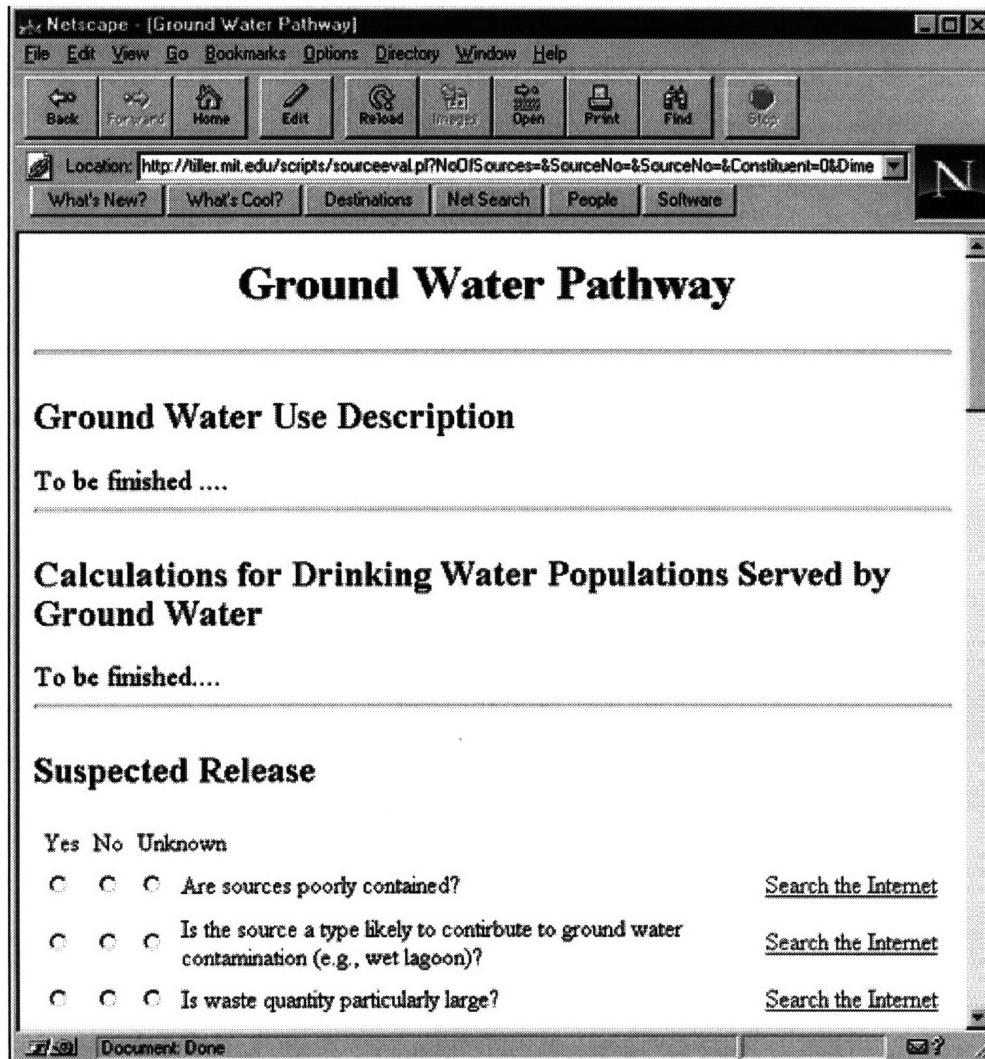 Netscape - [Ground Water Pathway]
File Edit View Go Bookmarks Options Directory Window Help
Back Forward Home Edit Reload Images Open Print Find Stop
Location: http://tiller.mit.edu/scripts/sourceeval.pl?NoOfSources=&SourceNo=&SourceNo=&Constituent=0&Dime
N
What's New? What's Cool? Destinations Net Search People Software
Ground Water Pathway
Ground Water Use Description
To be finished ....
Calculations for Drinking Water Populations Served by
Ground Water
To be finished....
Suspected Release
Yes No Unknown
Are sources poorly contained? Search the Internet
Is the source a type likely to contirbute to ground water
contamination (e.g., wet lagoon)? Search the Internet
Is waste quantity particularly large? Search the Internet
Document: Done